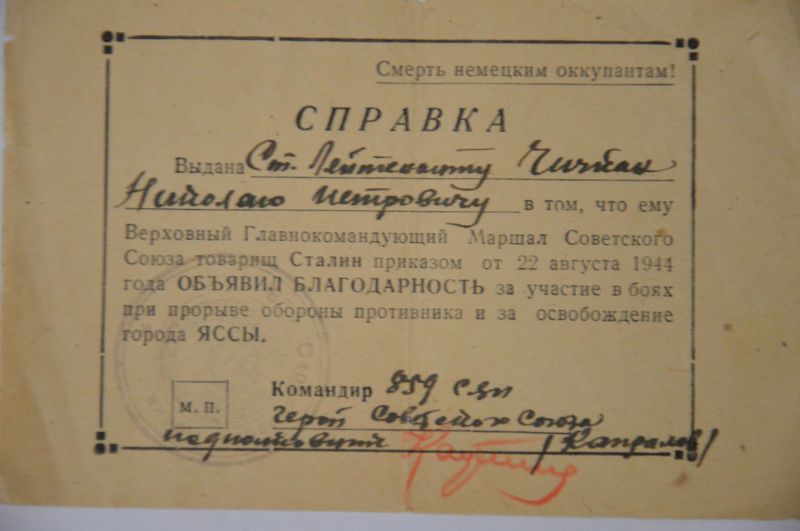 Смерть немецким оккупантам!
СПРАВКА
Выдана Ст. Лейтенанту Чичкан
Николаю Петровичу в том, что ему
Верховный Главнокомандующий Маршал Советского
Союза товарищ Сталин приказом от 22 августа 1944
года ОБЪЯВИЛ БЛАГОДАРНОСТЬ за участие в боях
при прорыве обороны противника и за освобождение
города ЯССЫ.
Командир 859 сп
М. П.
Герой Советского Союза
подполковник /Капралов/